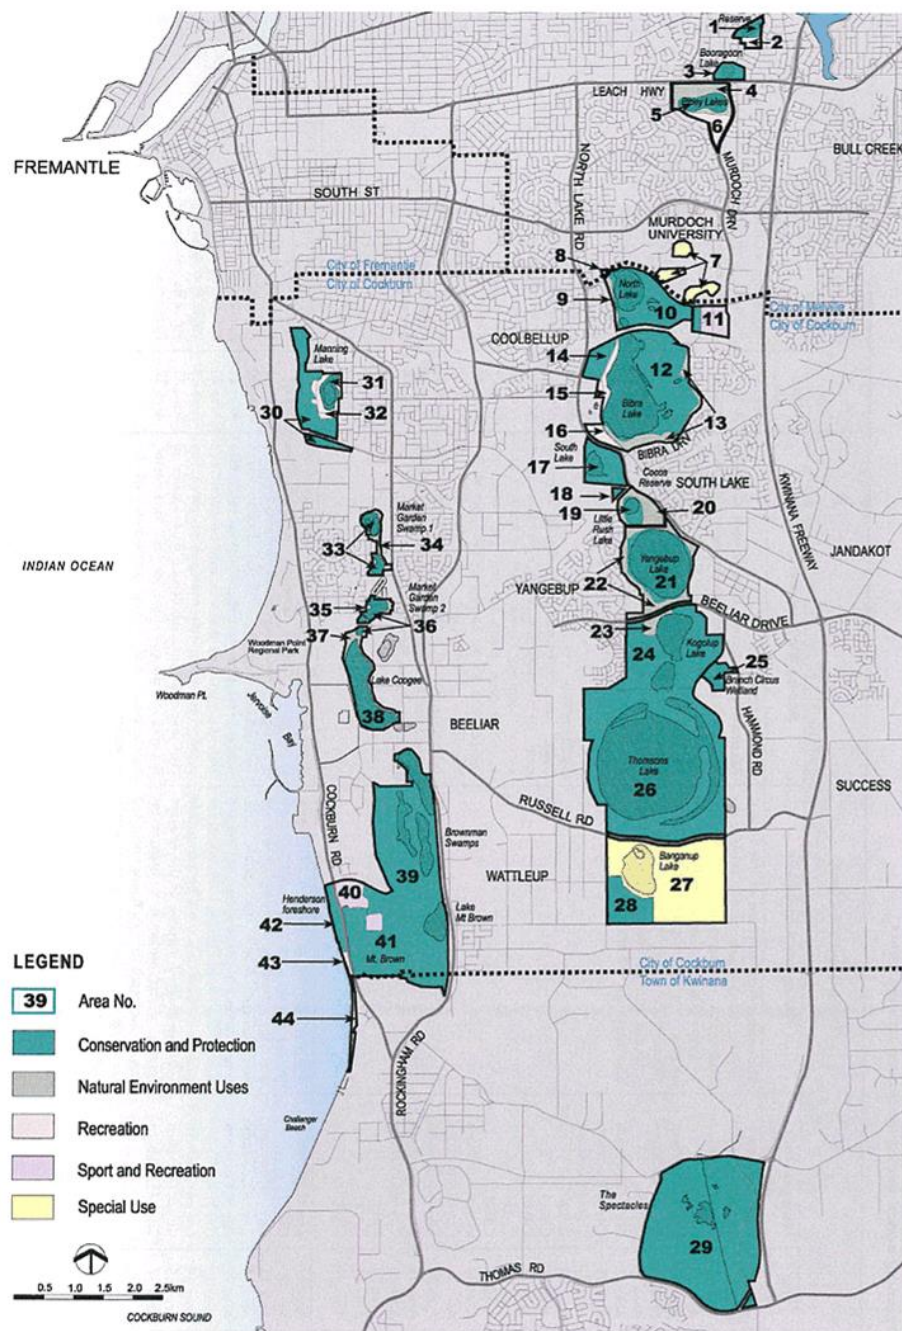 Reserve
1
2
Booragoon
Lake
3
LEACH HWY
4
Piney Lakes
5
6
FREMANTLE
BULL CREEK
NORTH LAKE RD
MURDOCH DRV
SOUTH ST
MURDOCH
UNIVERSITY
7
8
City of Fremantle
City of Cockburn
North
Lake
9
10
11
City of Melville
City of Cockburn
COOLBELLUP
Manning
Lake
14
12
31
15
30
32
Bibra
Lake
13
16
BIBRA DRV
South
Lake
17
Cocos
Reserve
SOUTH LAKE
KWINANA FREEWAY
18
Market
Garden
Swamp 1
19
20
Little
Rush
Lake
33
34
JANDAKOT
INDIAN OCEAN
Yangebup
Lake
Market
Garden
Swamp 2
22
21
YANGEBUP
35
BEELIAR DRIVE
36
37
23
Woodman Point
Regional Park
24
Kogolup
Lake
25
Branch Circus
Wetland
Lake Coogee
Woodman Pt.
Jervoise
Bay
38
BEELIAR
HAMMOND RD
Thomsons
Lake
26
SUCCESS
COCKBURN RD
RUSSELL RD
Brownman
Swamps
Banganup
Lake
39
WATTLEUP
27
40
28
Henderson
foreshore
Lake
Mt Brown
42
41
Mt. Brown
43
City of Cockburn
Town of Kwinana
LEGEND
39 Area No.
44
Conservation and Protection
ROCKINGHAM RD
Natural Environment Uses
Challenger
Beach
Recreation
Sport and Recreation
Special Use
The
Spectacles
29
THOMAS RD
0.5 1.0 1.5 2.0 2.5km
COCKBURN SOUND